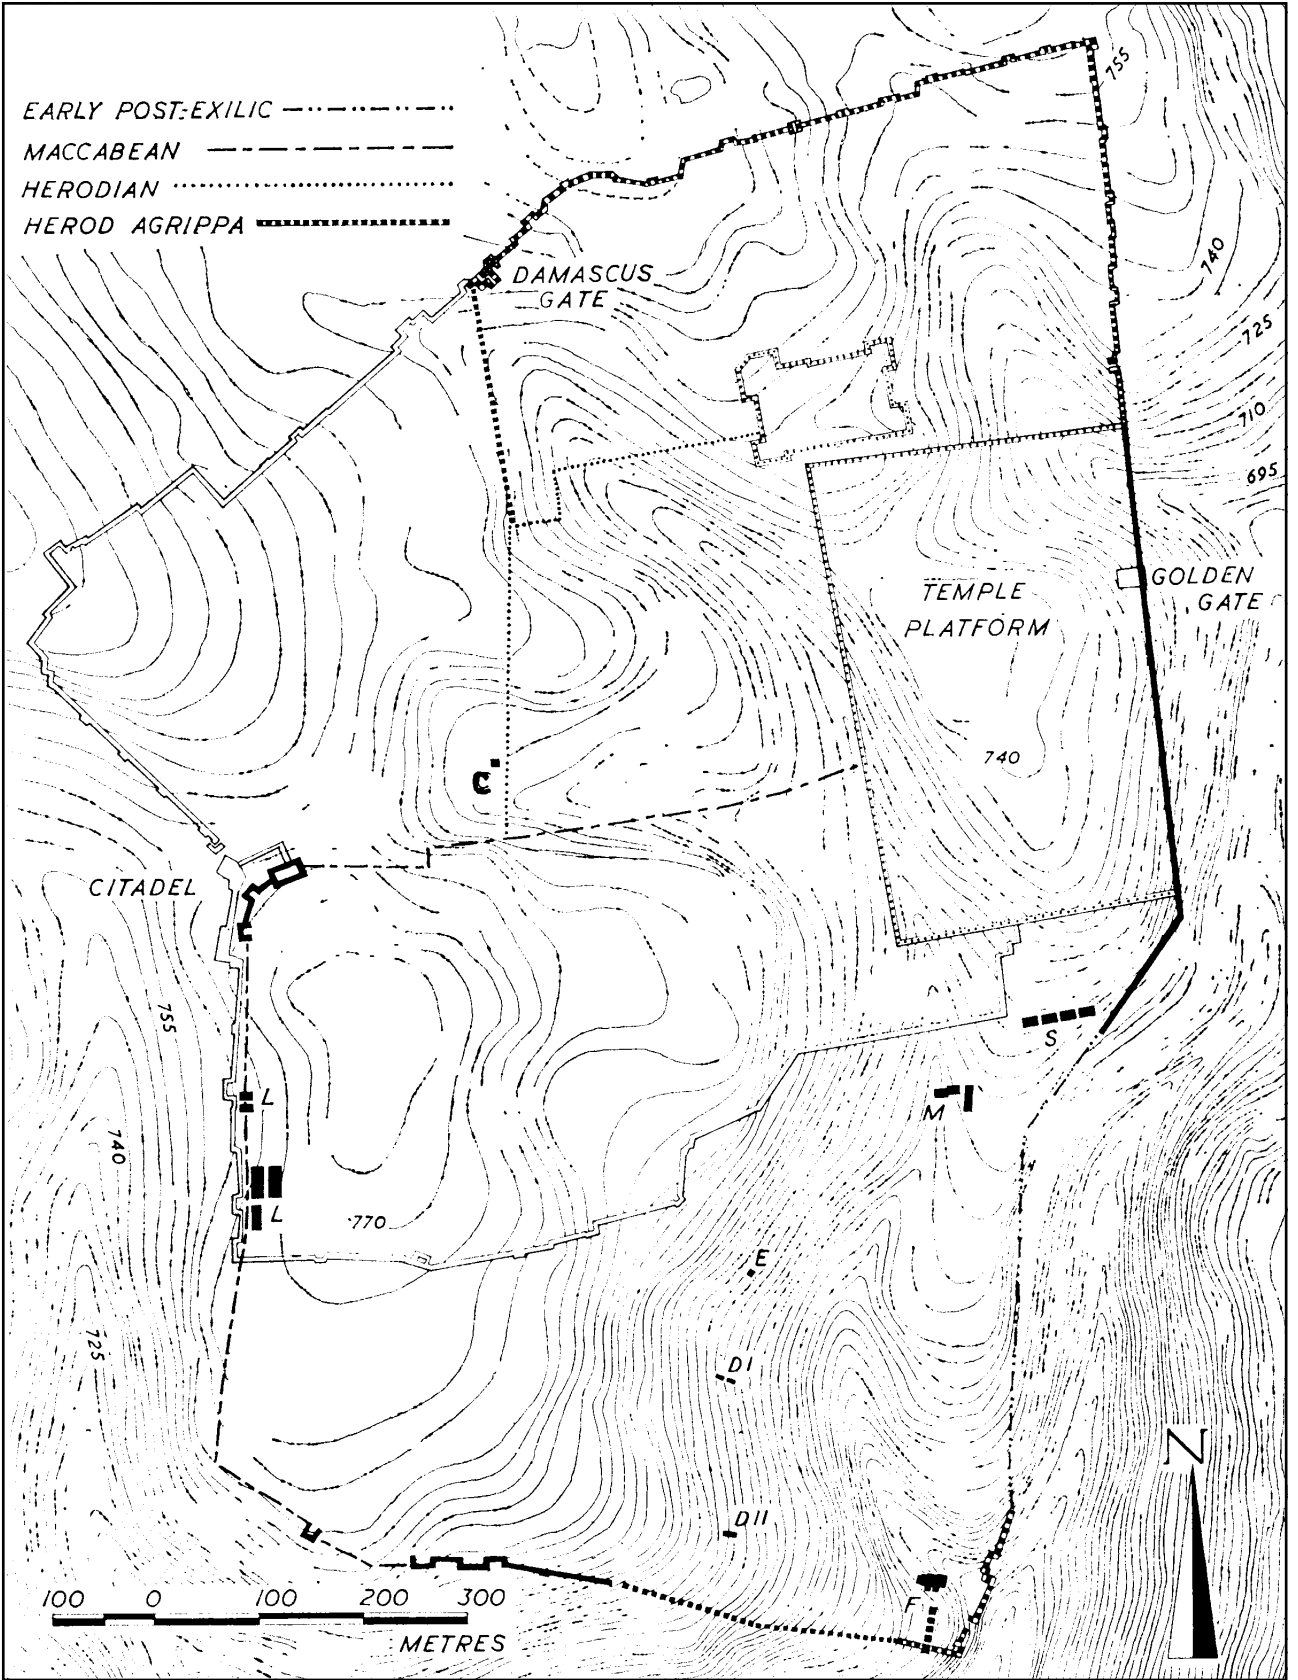 EARLY POST-EXILIC
MACCABEAN
HERODIAN
HEROD AGRIPPA
755
DAMASCUS
GATE
740
725
710
695
TEMPLE
PLATFORM
GOLDEN
GATE
740
C
CITADEL
755
S
L
M
740
L
770
E
725
DI
N
DII
F
100 0 100 200 300
METRES